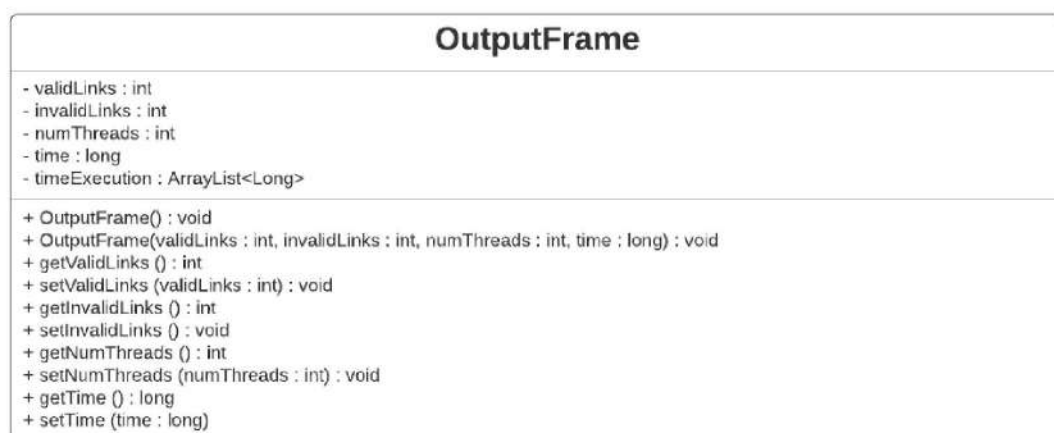 OutputFrame
- validLinks : int
- invalidLinks : int
- numThreads : int
- time : long
- timeExecution : ArrayList<Long>
+ OutputFrame() : void
+ OutputFrame(validLinks : int, invalidLinks : int, numThreads : int, time : long) : void
+ getValidLinks () : int
+ setValidLinks (validLinks : int) : void
+ getInvalidLinks () : int
+ setInvalidLinks () : void
+ getNumThreads () : int
+ setNumThreads (numThreads : int) : void
+ getTime () : long
+ setTime (time : long)